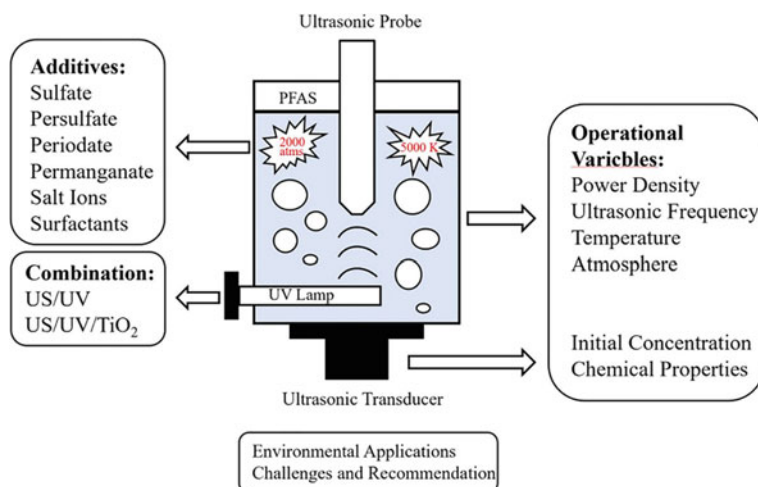 Ultrasonic Probe
Additives:
Sulfate
Persulfate
Periodate
Permanganate
Salt Ions
Surfactants
Combination:
US/UV
US/UV/TiO₂
PFAS
2000
atms
5000 K
UV Lamp
Ultrasonic Transducer
Operational
Varicbles:
Power Density
Ultrasonic Frequency
Temperature
Atmosphere
Initial Concentration
Chemical Properties
Environmental Applications
Challenges and Recommendation